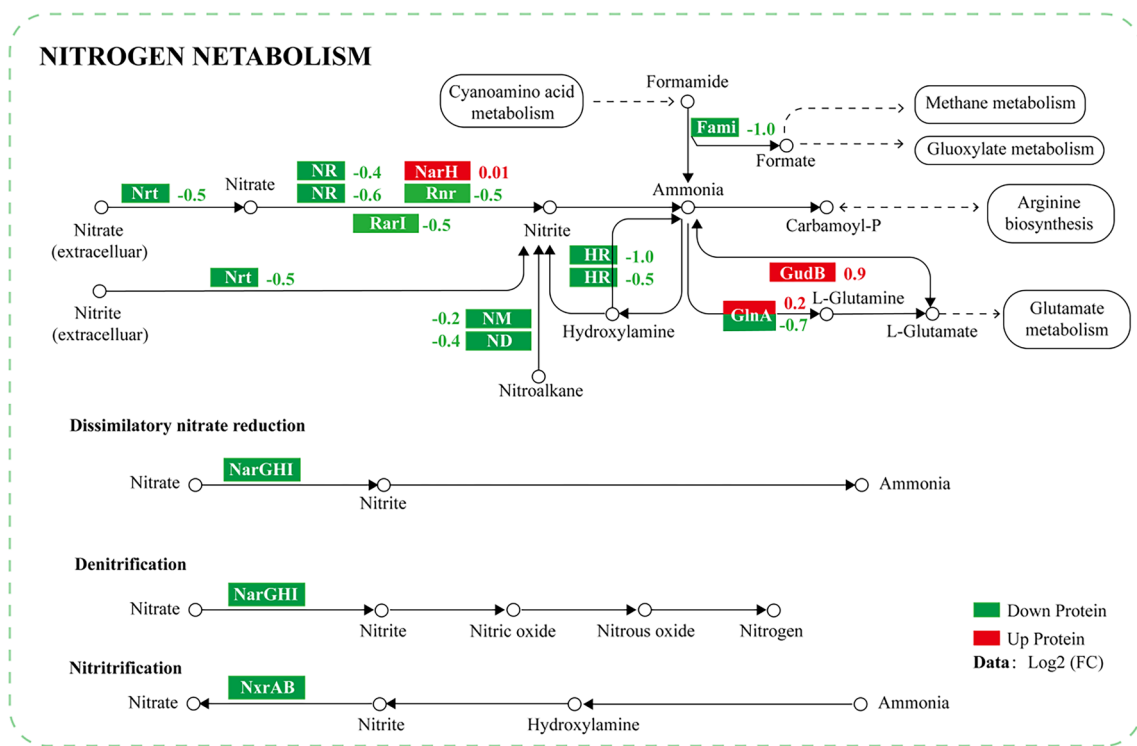 NITROGEN NETABOLISM
Cyanoamino acid
metabolism
Formamide
Fami -1.0
Formate
Methane metabolism
Gluoxylate metabolism
Nrt -0.5
Nitrate
NR -0.4
NR -0.6
NarH 0.01
Rnr -0.5
RarI -0.5
Nitrate
(extracelluar)
Nitrite
Ammonia
Carbamoyl-P
Arginine
biosynthesis
Nrt -0.5
Nitrite
(extracelluar)
HR -1.0
HR -0.5
Hydroxylamine
GudB 0.9
GlnA 0.2
-0.7
L-Glutamine
L-Glutamate
Glutamate
metabolism
-0.2 NM
-0.4 ND
Nitroalkane
Dissimilatory nitrate reduction
Nitrate
NarGHI
Nitrite
Ammonia
Denitrification
Nitrate
NarGHI
Nitrite
Nitric oxide
Nitrous oxide
Nitrogen
Down Protein
Up Protein
Data: Log2 (FC)
Nitritrification
Nitrate
NxrAB
Nitrite
Hydroxylamine
Ammonia